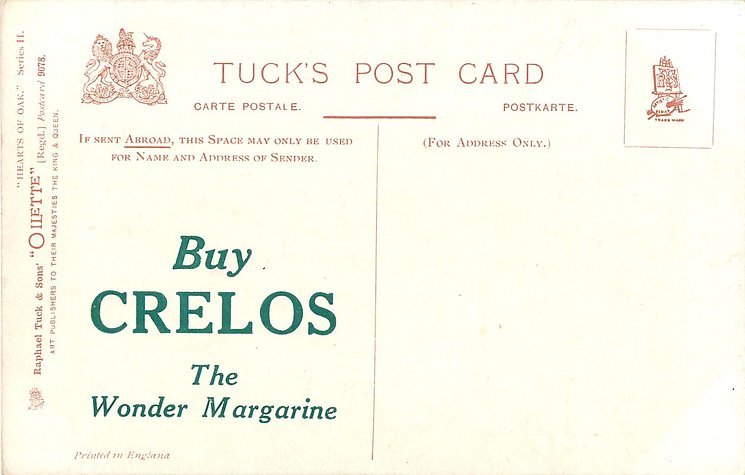 TUCK'S POST CARD
CARTE POSTALE.
POSTKARTE.
IF SENT ABROAD, THIS SPACE MAY ONLY BE USED
FOR NAME AND ADDRESS OF SENDER.
(FOR ADDRESS ONLY.)
Buy
CRELOS
The
Wonder Margarine
Printed in England
"HEARTS OF OAK." Series II.
Raphael Tuck & Sons' "OILETTE" [Regd.] Postcard 9078.
ART PUBLISHERS TO THEIR MAJESTIES THE KING & QUEEN.
TRADE MARK